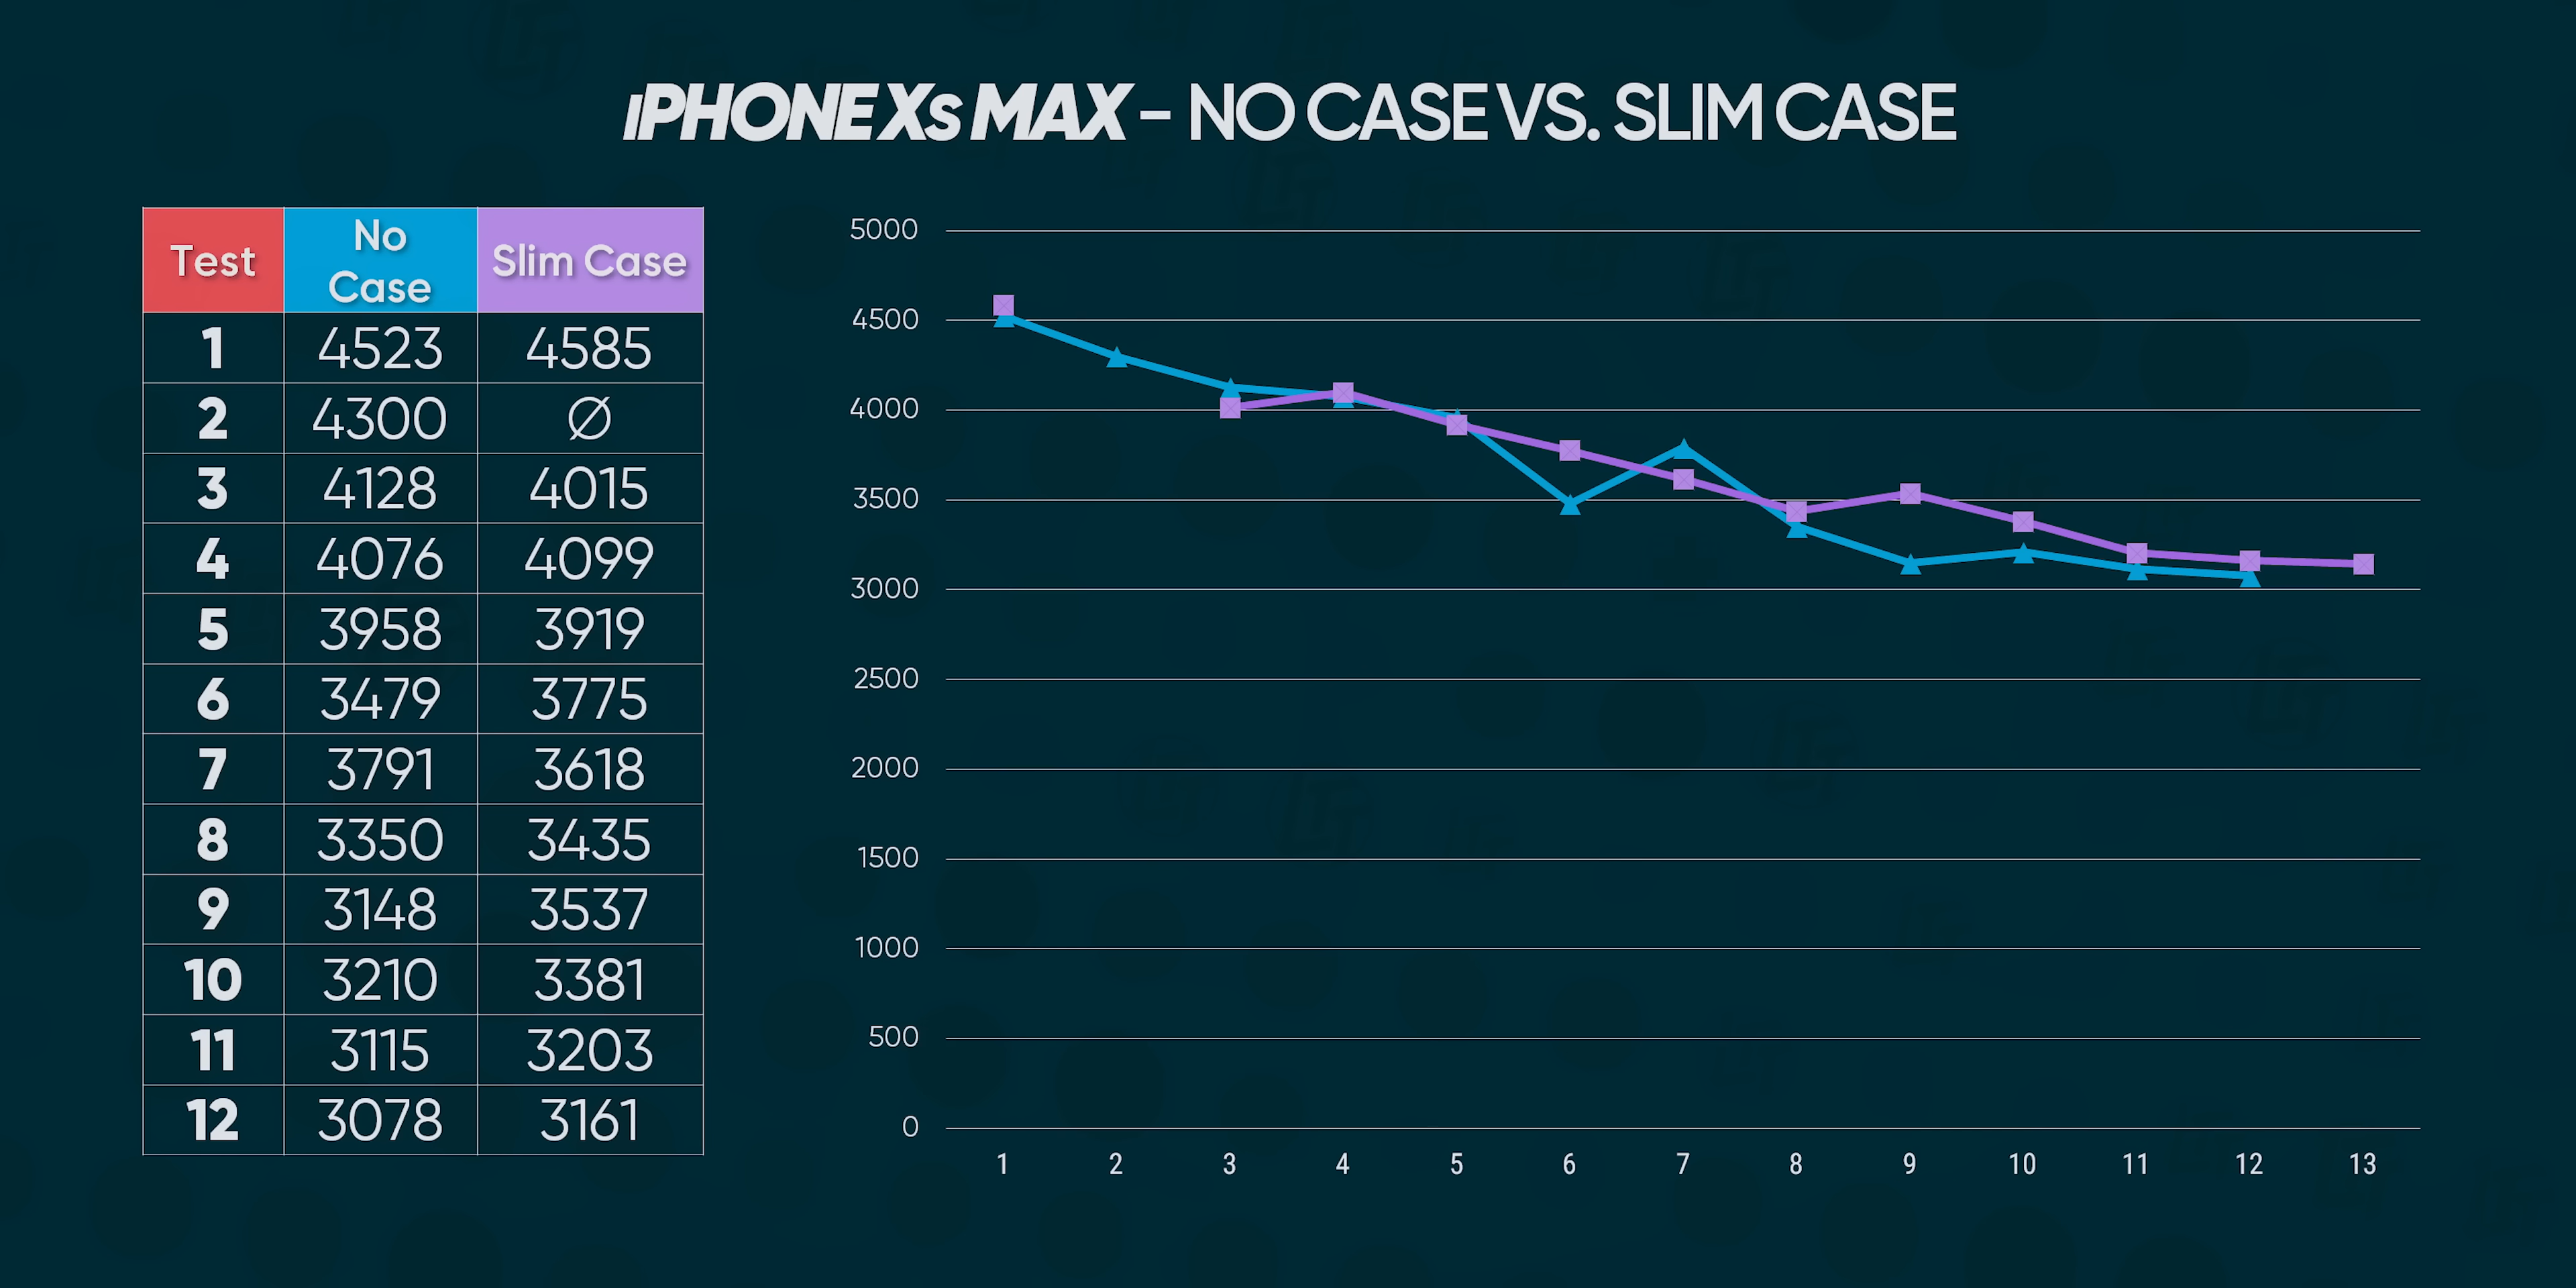 iPHONE Xs MAX - NO CASE VS. SLIM CASE
Test No Case Slim Case
1 4523 4585
2 4300 Ø
3 4128 4015
4 4076 4099
5 3958 3919
6 3479 3775
7 3791 3618
8 3350 3435
9 3148 3537
10 3210 3381
11 3115 3203
12 3078 3161
5000
4500
4000
3500
3000
2500
2000
1500
1000
500
0
1 2 3 4 5 6 7 8 9 10 11 12 13